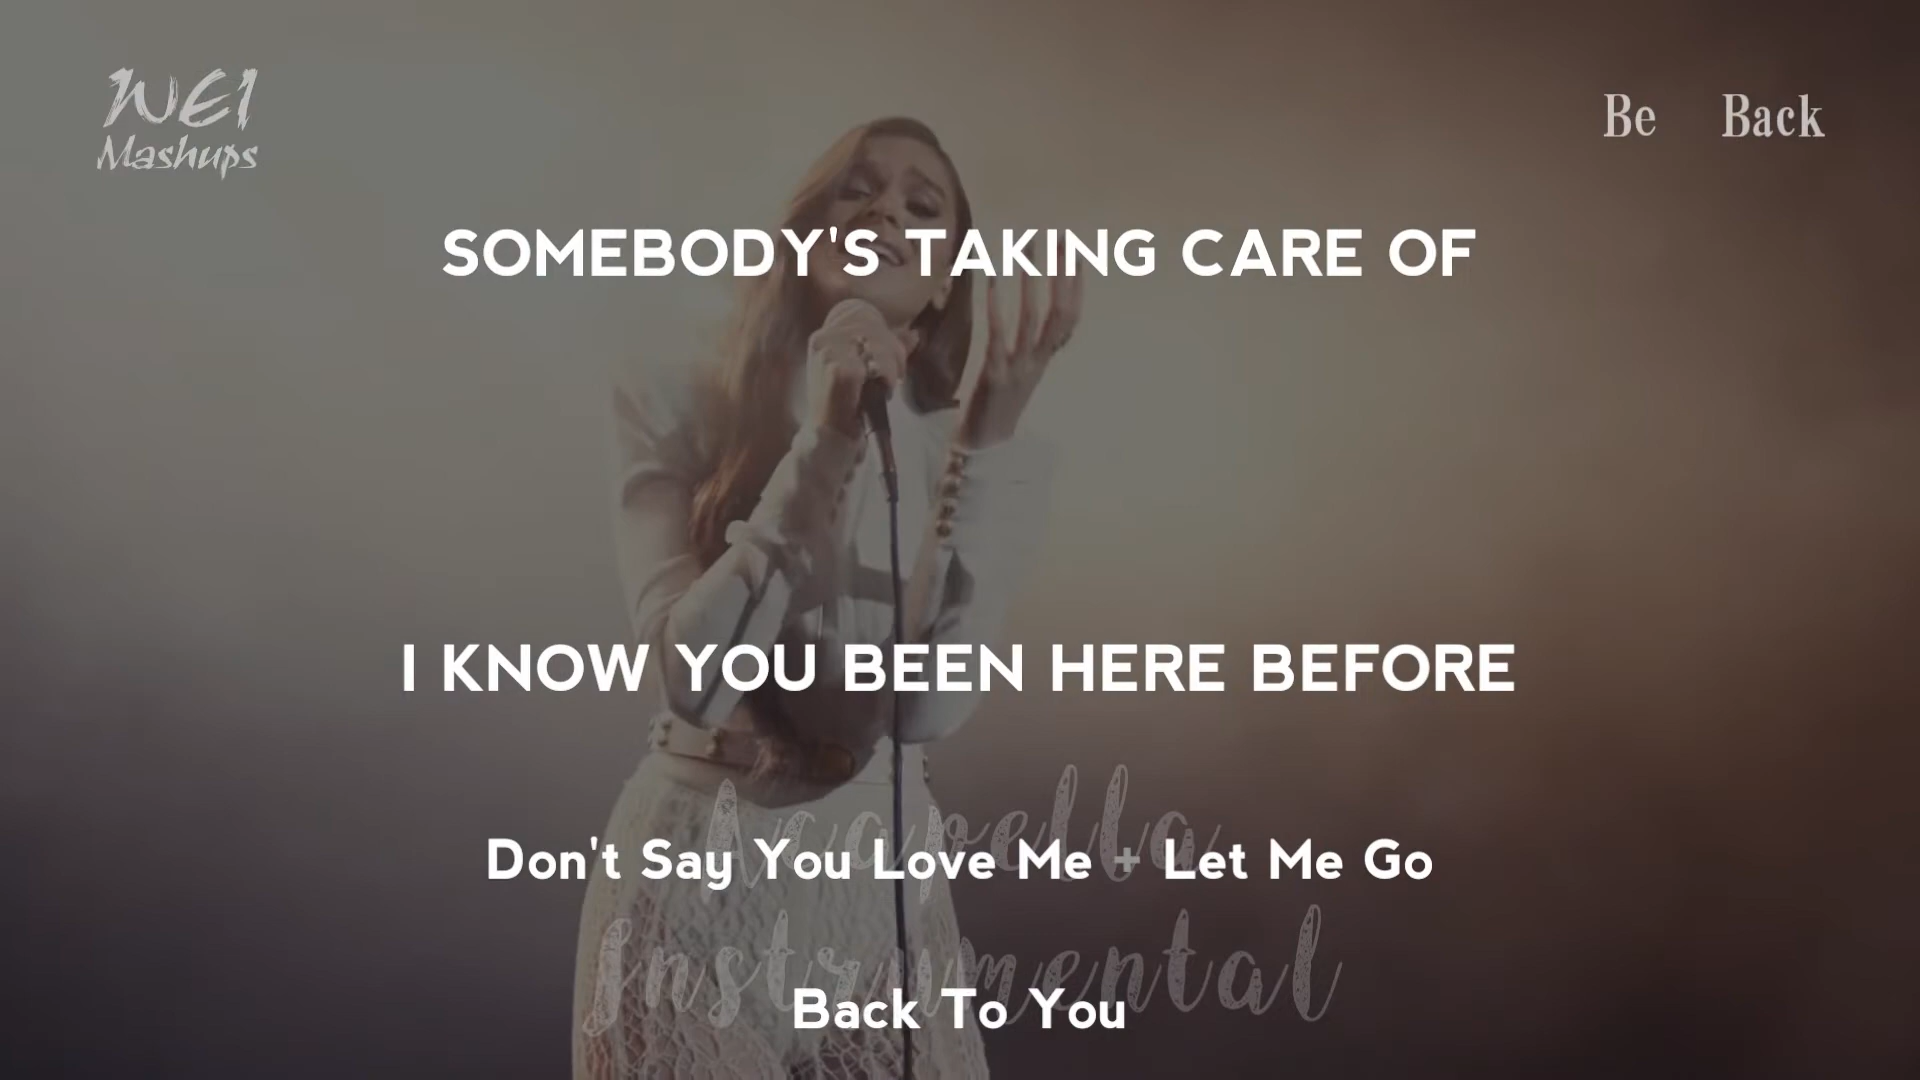 WEI
Mashups
Be Back
SOMEBODY'S TAKING CARE OF
I KNOW YOU BEEN HERE BEFORE
Acapella
Don't Say You Love Me + Let Me Go
Instrumental
Back To You